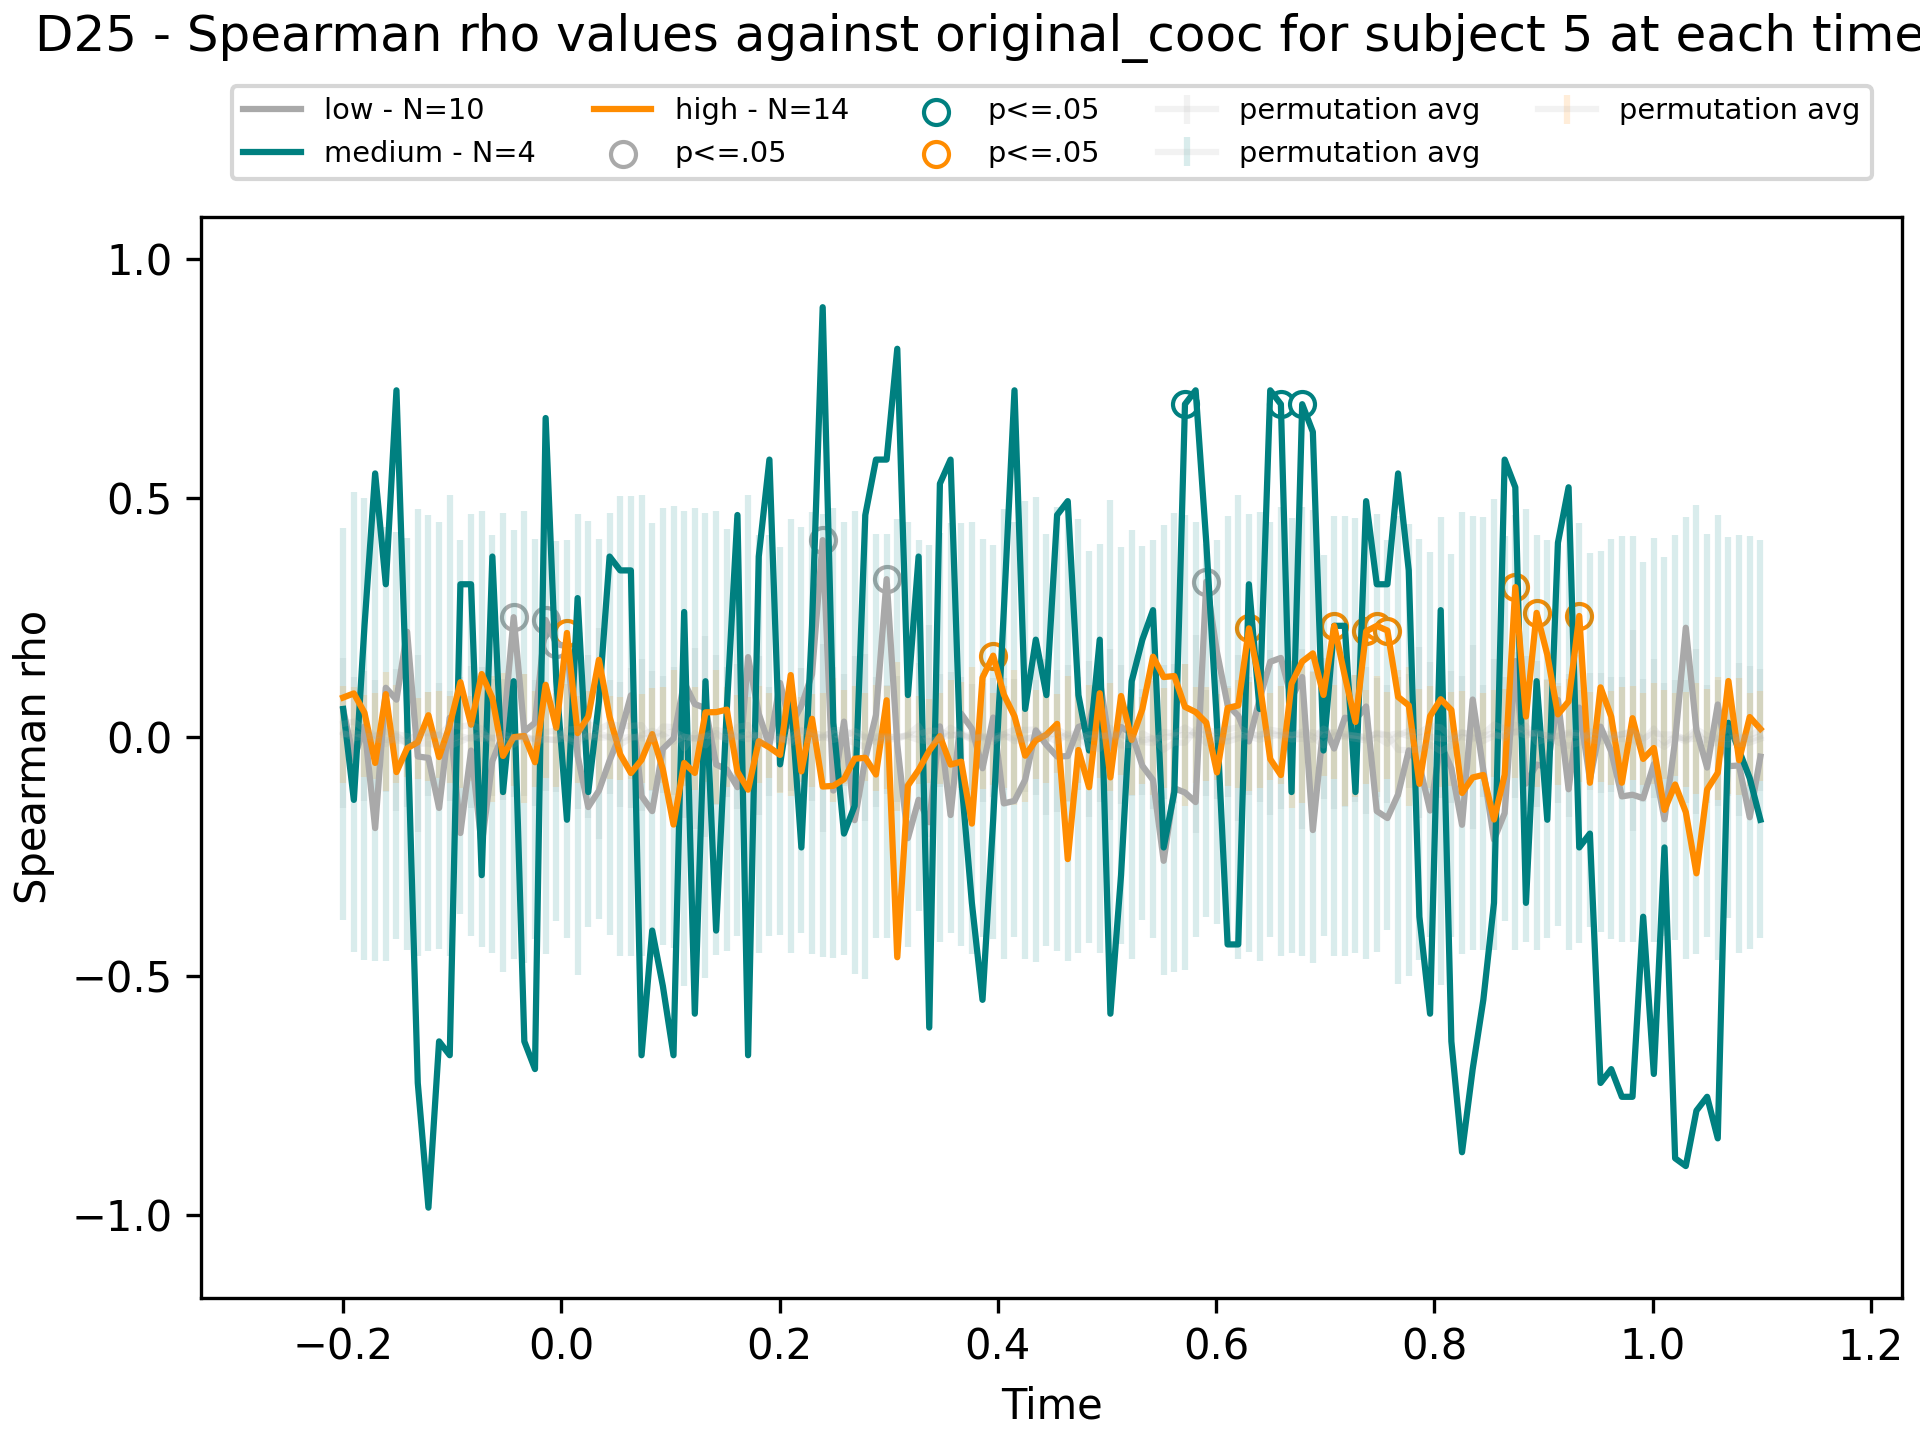 D25 - Spearman rho values against original_cooc for subject 5 at each time
low - N=10
medium - N=4
high - N=14
p<=.05
p<=.05
p<=.05
permutation avg
permutation avg
permutation avg
1.0
0.5
0.0
−0.5
−1.0
Spearman rho
−0.2 0.0 0.2 0.4 0.6 0.8 1.0 1.2
Time